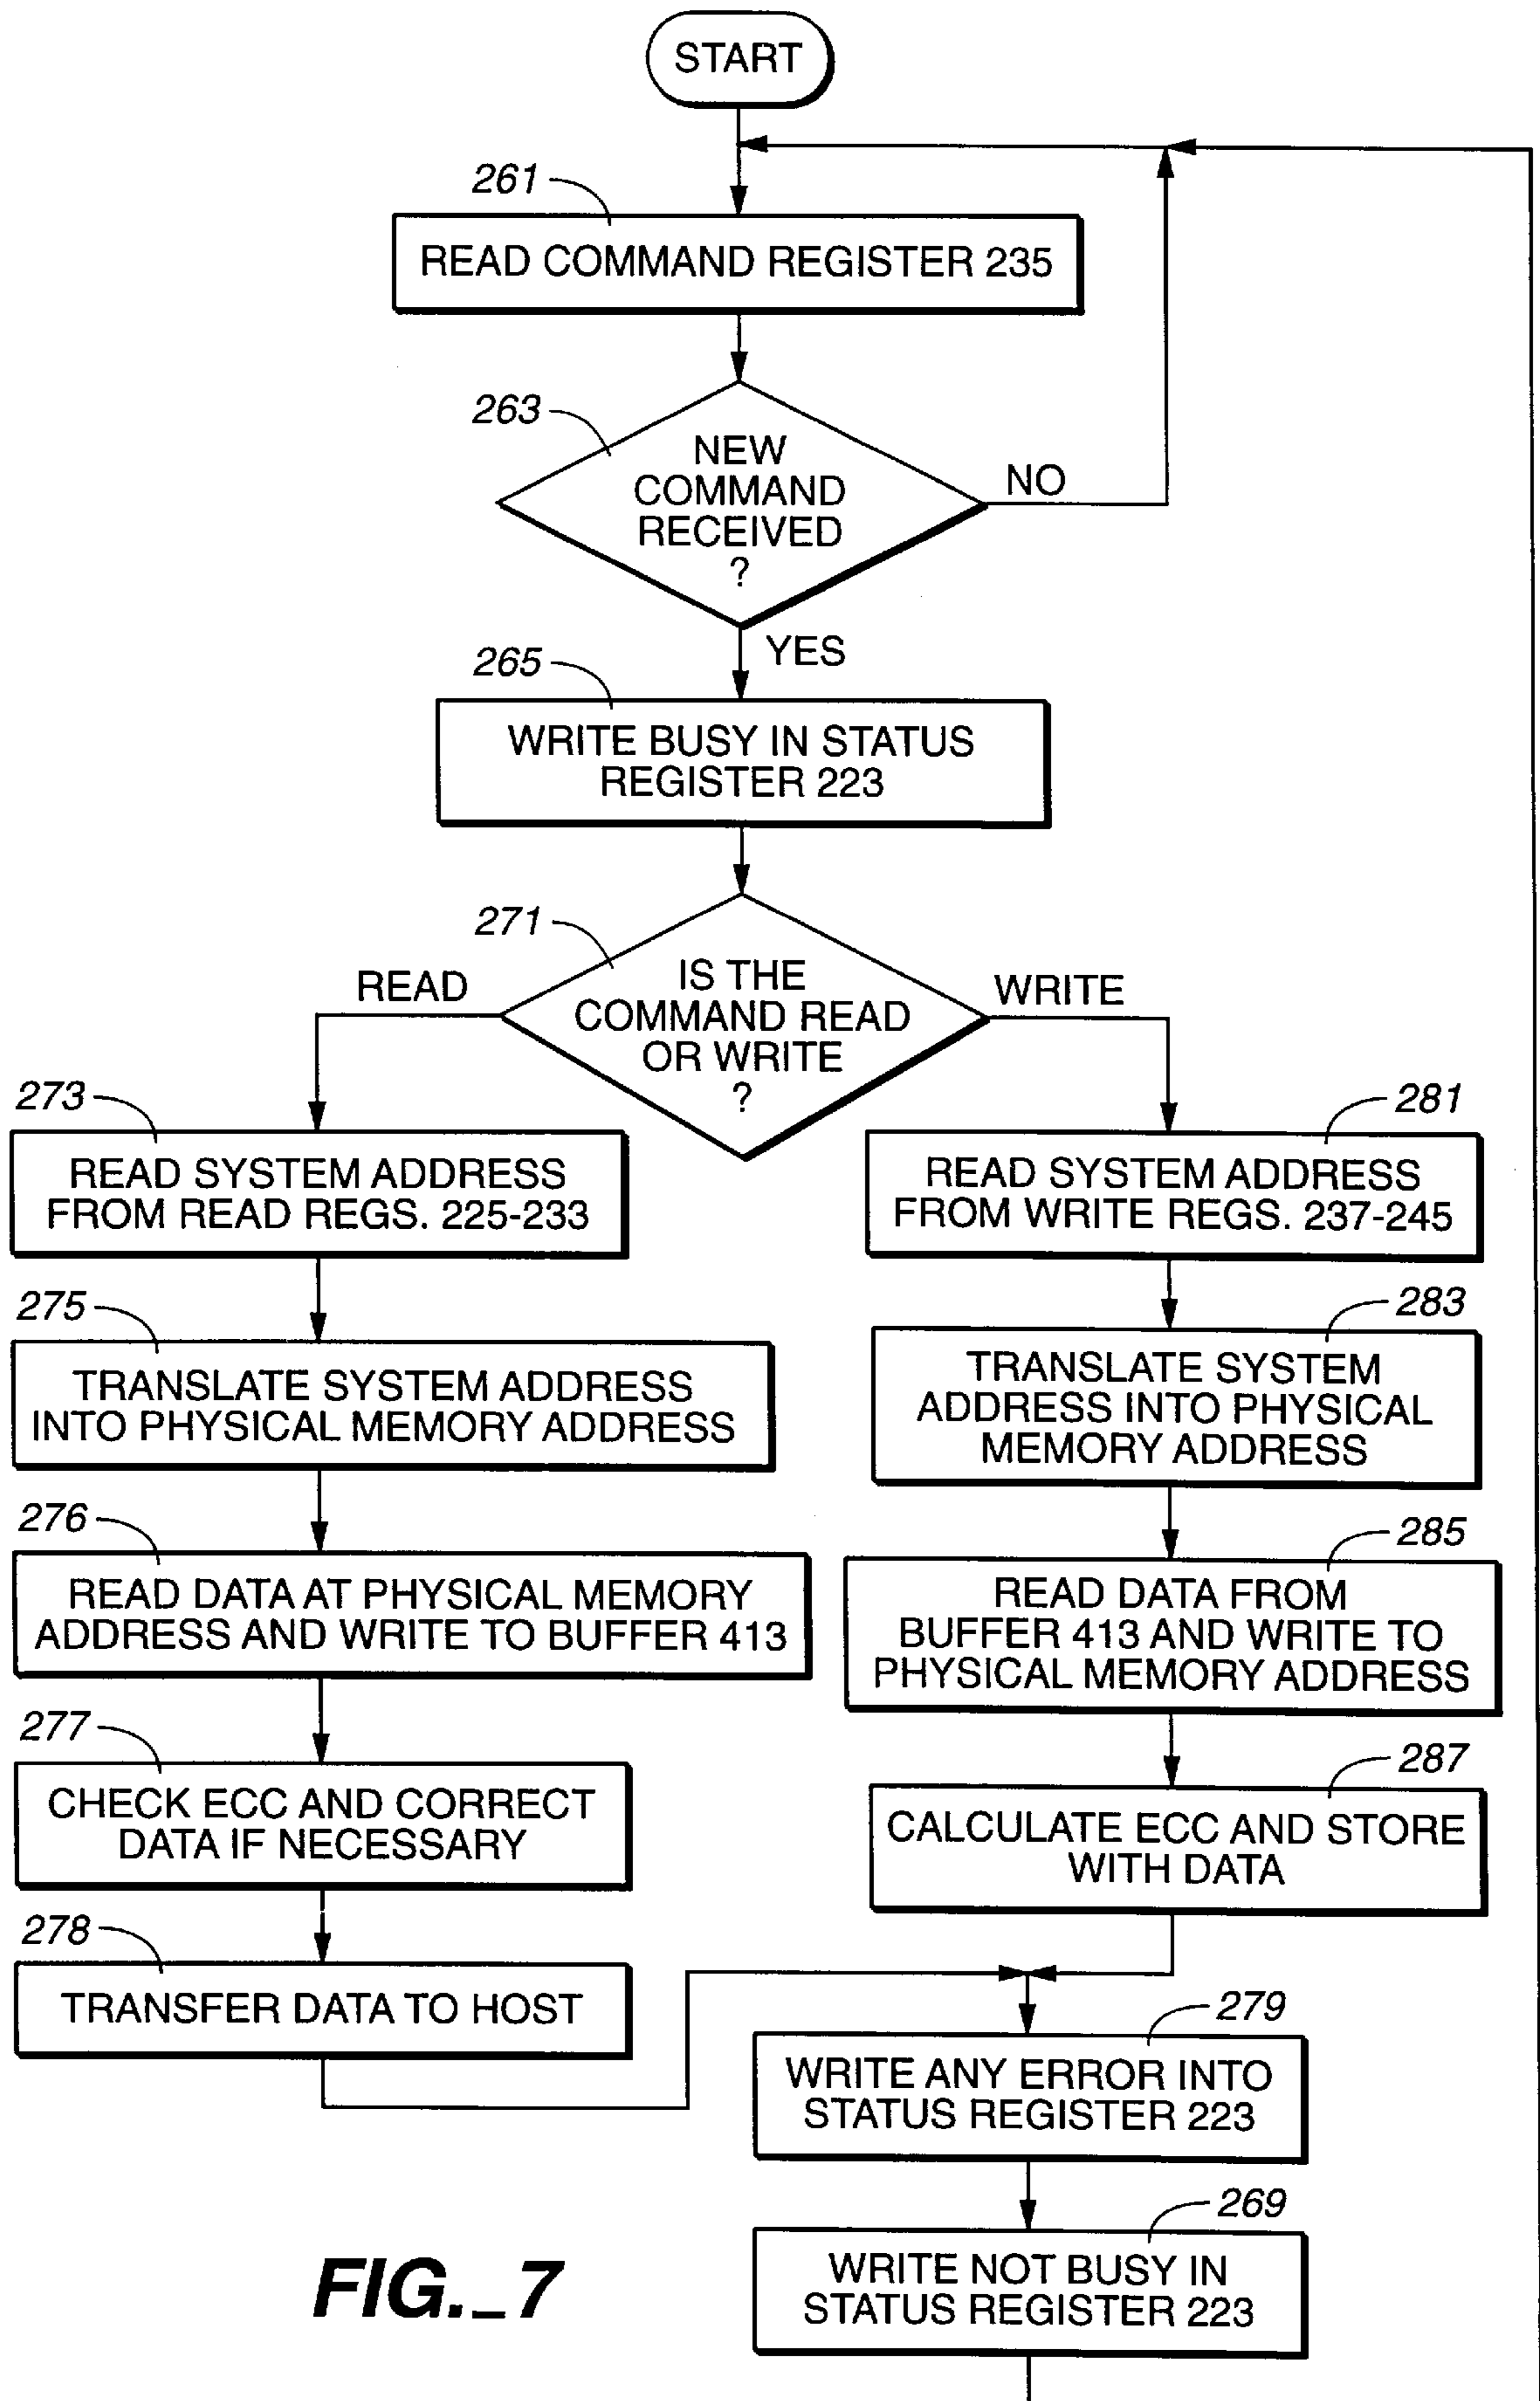 START
261
READ COMMAND REGISTER 235
263
NEW
COMMAND
RECEIVED
?
NO
YES
265
WRITE BUSY IN STATUS
REGISTER 223
271
IS THE
COMMAND READ
OR WRITE
?
READ
WRITE
273
READ SYSTEM ADDRESS
FROM READ REGS. 225-233
275
TRANSLATE SYSTEM ADDRESS
INTO PHYSICAL MEMORY ADDRESS
276
READ DATA AT PHYSICAL MEMORY
ADDRESS AND WRITE TO BUFFER 413
277
CHECK ECC AND CORRECT
DATA IF NECESSARY
278
TRANSFER DATA TO HOST
281
READ SYSTEM ADDRESS
FROM WRITE REGS. 237-245
283
TRANSLATE SYSTEM
ADDRESS INTO PHYSICAL
MEMORY ADDRESS
285
READ DATA FROM
BUFFER 413 AND WRITE TO
PHYSICAL MEMORY ADDRESS
287
CALCULATE ECC AND STORE
WITH DATA
279
WRITE ANY ERROR INTO
STATUS REGISTER 223
269
WRITE NOT BUSY IN
STATUS REGISTER 223
FIG._7